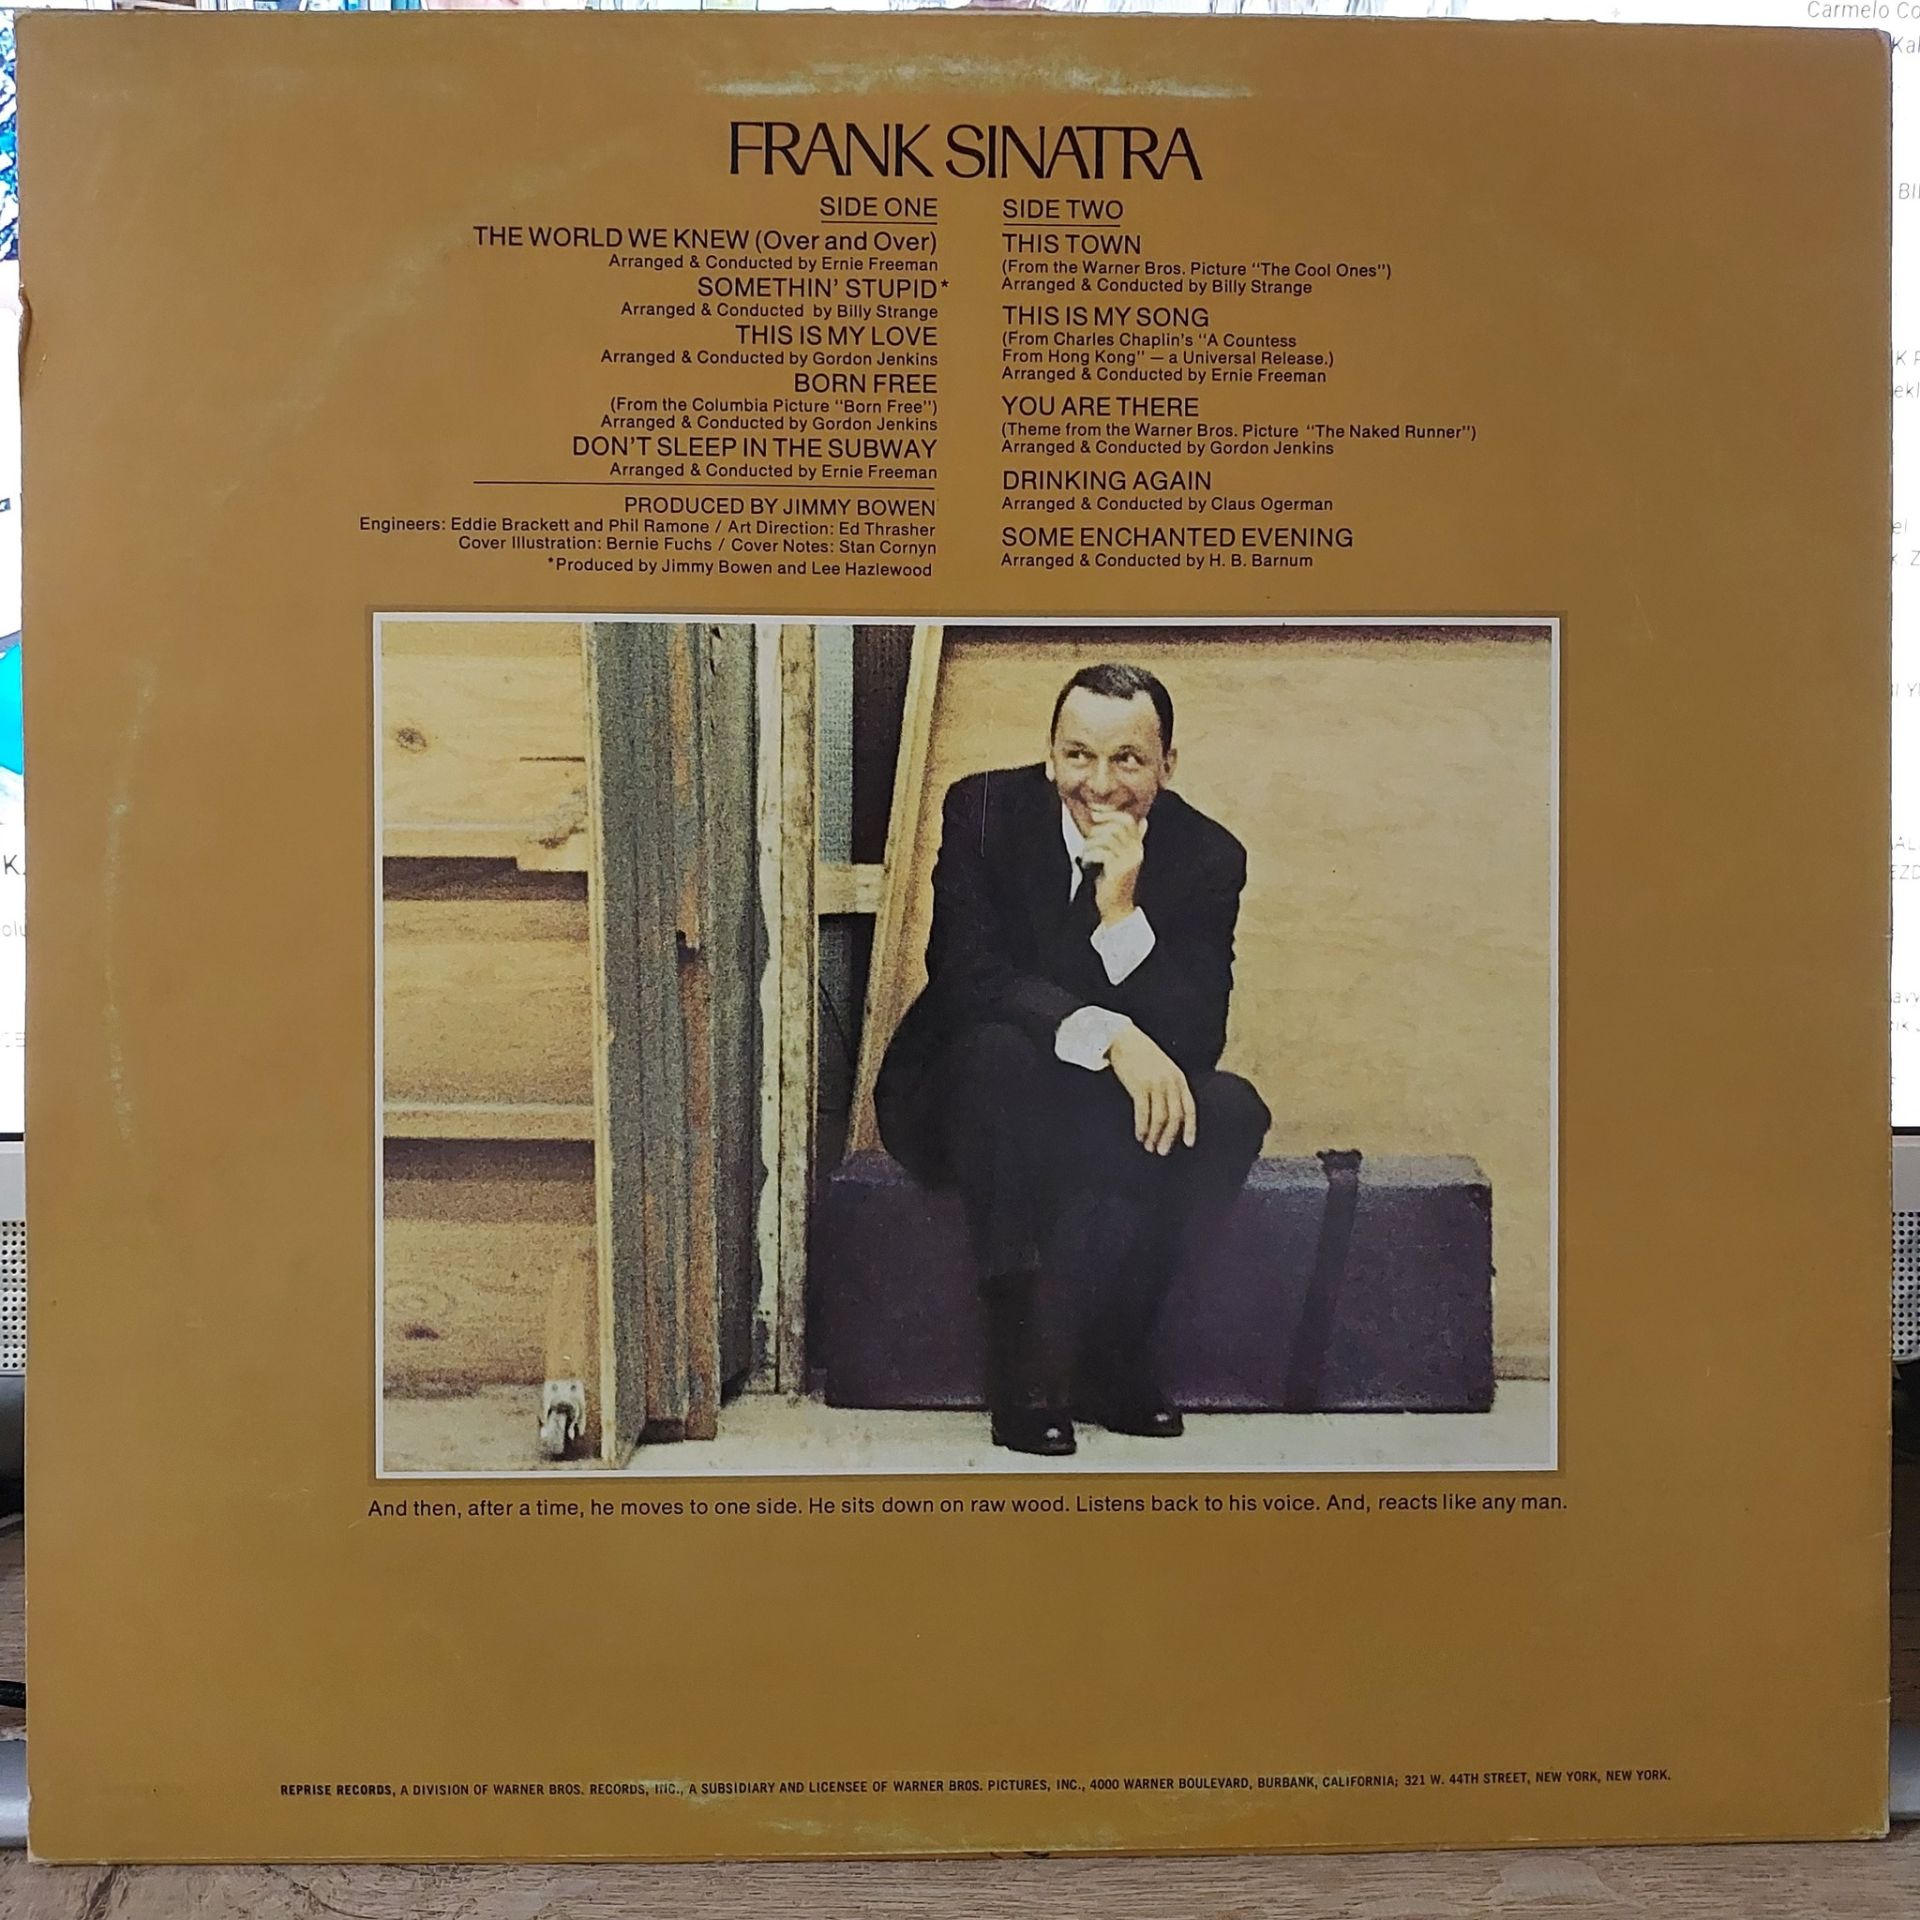 FRANK SINATRA
SIDE ONE
THE WORLD WE KNEW (Over and Over)
Arranged & Conducted by Ernie Freeman
SOMETHIN' STUPID*
Arranged & Conducted by Billy Strange
THIS IS MY LOVE
Arranged & Conducted by Gordon Jenkins
BORN FREE
(From the Columbia Picture "Born Free")
Arranged & Conducted by Gordon Jenkins
DON'T SLEEP IN THE SUBWAY
Arranged & Conducted by Ernie Freeman
PRODUCED BY JIMMY BOWEN
Engineers: Eddie Brackett and Phil Ramone / Art Direction: Ed Thrasher
Cover Illustration: Bernie Fuchs / Cover Notes: Stan Cornyn
*Produced by Jimmy Bowen and Lee Hazlewood
SIDE TWO
THIS TOWN
(From the Warner Bros. Picture "The Cool Ones")
Arranged & Conducted by Billy Strange
THIS IS MY SONG
(From Charles Chaplin's "A Countess
From Hong Kong" — a Universal Release.)
Arranged & Conducted by Ernie Freeman
YOU ARE THERE
(Theme from the Warner Bros. Picture "The Naked Runner")
Arranged & Conducted by Gordon Jenkins
DRINKING AGAIN
Arranged & Conducted by Claus Ogerman
SOME ENCHANTED EVENING
Arranged & Conducted by H. B. Barnum
And then, after a time, he moves to one side. He sits down on raw wood. Listens back to his voice. And, reacts like any man.
REPRISE RECORDS, A DIVISION OF WARNER BROS. RECORDS, INC., A SUBSIDIARY AND LICENSEE OF WARNER BROS. PICTURES, INC., 4000 WARNER BOULEVARD, BURBANK, CALIFORNIA; 321 W. 44TH STREET, NEW YORK, NEW YORK.
Carmelo